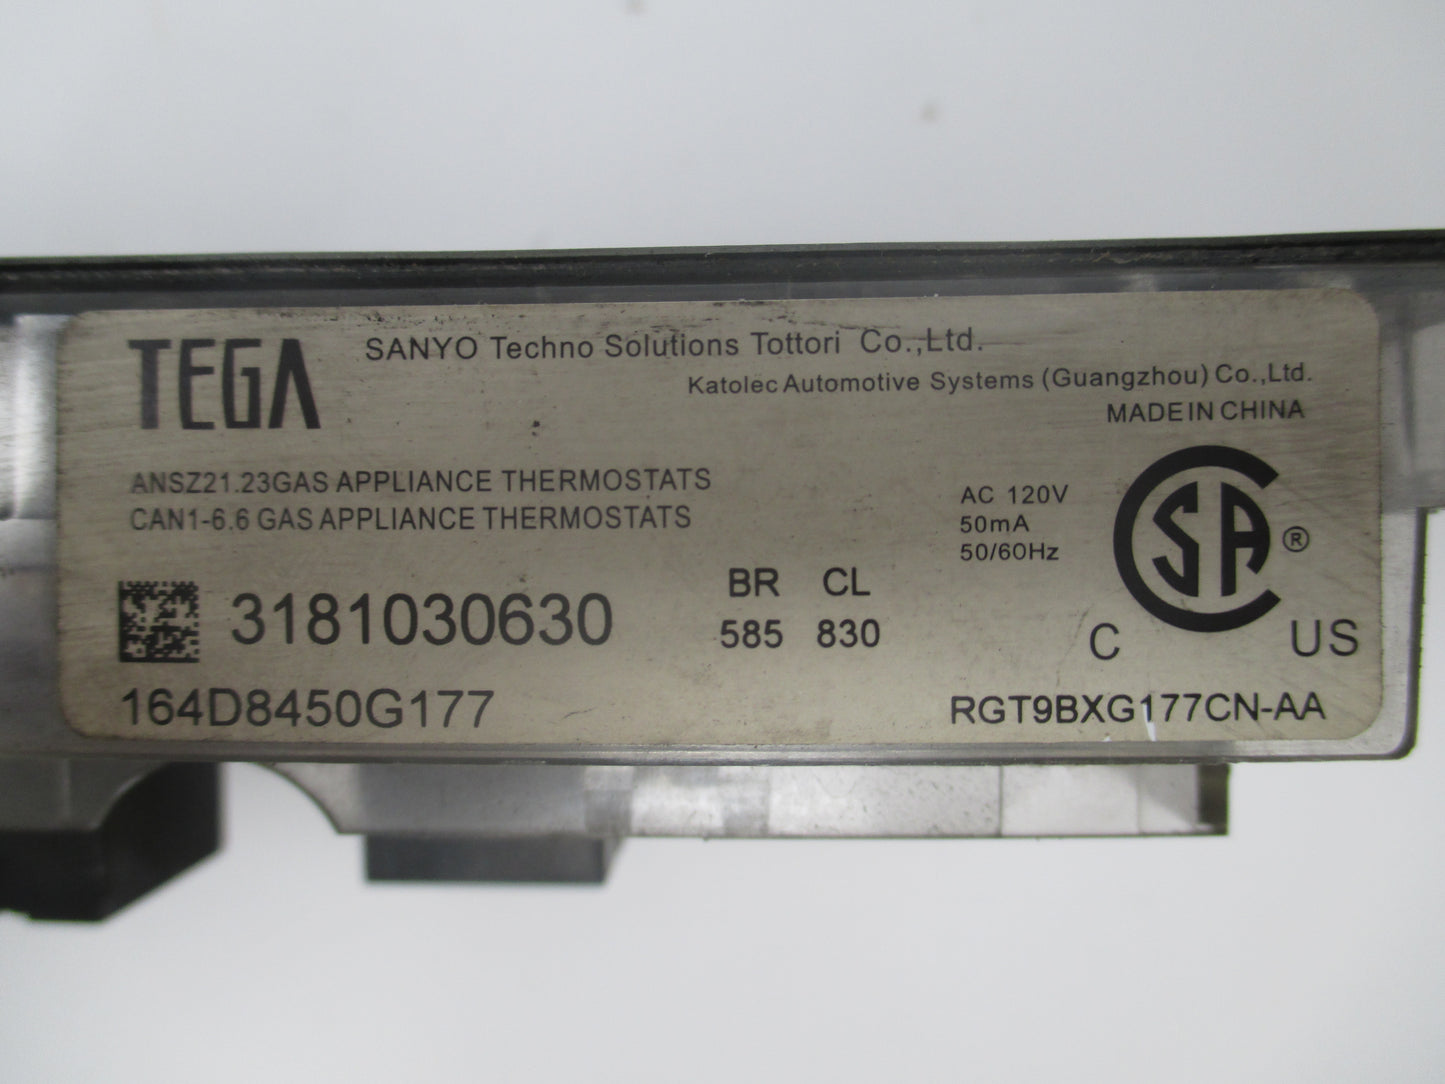 TEGA
SANYO Techno Solutions Tottori Co.,Ltd.
Katolec Automotive Systems (Guangzhou) Co.,Ltd.
MADE IN CHINA
ANSZ21.23GAS APPLIANCE THERMOSTATS
CAN1-6.6 GAS APPLIANCE THERMOSTATS
AC 120V
50mA
50/60Hz
SA ®
C US
BR CL
585 830
3181030630
164D8450G177
RGT9BXG177CN-AA